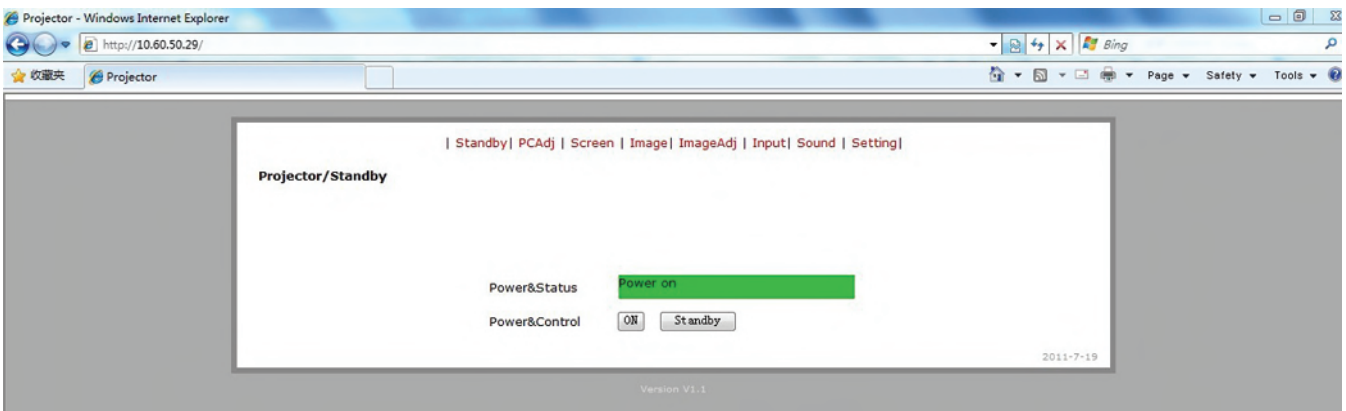 Projector - Windows Internet Explorer
http://10.60.50.29/
Bing
收藏夹 Projector
Page Safety Tools
| Standby| PCAdj | Screen | Image| ImageAdj | Input| Sound | Setting|
Projector/Standby
Power&Status Power on
Power&Control ON Standby
2011-7-19
Version V1.1